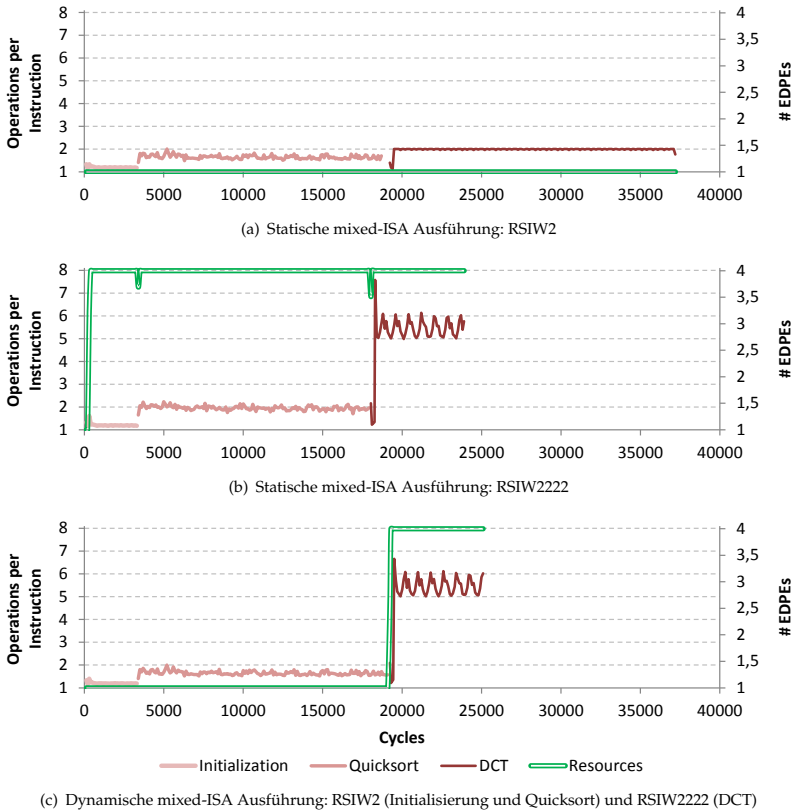 8
7
6
5
4
3
2
1
Operations per
Instruction
4
3,5
3
2,5
2
1,5
1
# EDPEs
0 5000 10000 15000 20000 25000 30000 35000 40000
(a) Statische mixed-ISA Ausführung: RSIW2
8
7
6
5
4
3
2
1
Operations per
Instruction
4
3,5
3
2,5
2
1,5
1
# EDPEs
0 5000 10000 15000 20000 25000 30000 35000 40000
(b) Statische mixed-ISA Ausführung: RSIW2222
8
7
6
5
4
3
2
1
Operations per
Instruction
4
3,5
3
2,5
2
1,5
1
# EDPEs
0 5000 10000 15000 20000 25000 30000 35000 40000
Cycles
Initialization Quicksort DCT Resources
(c) Dynamische mixed-ISA Ausführung: RSIW2 (Initialisierung und Quicksort) und RSIW2222 (DCT)